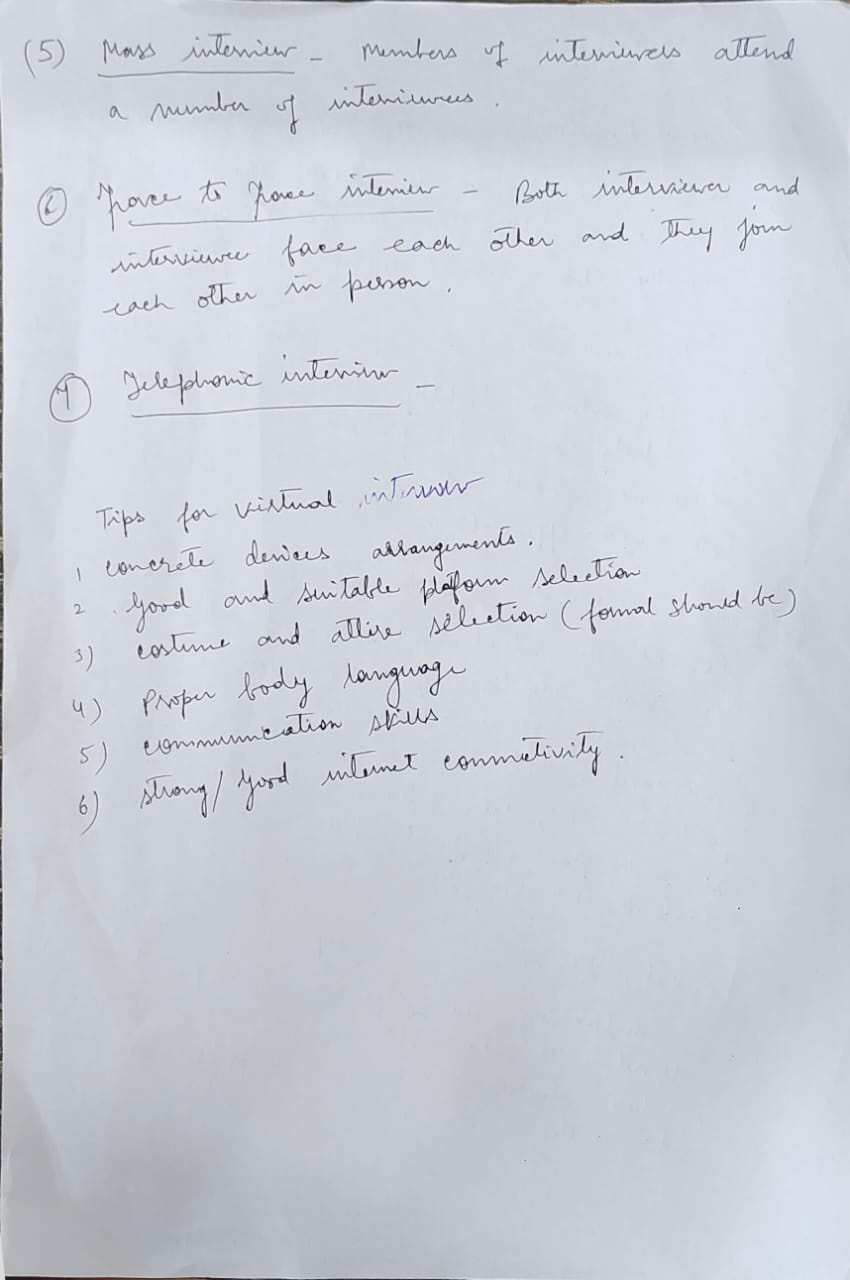 (5) Mass interview - Members of interviewers attend
a number of interviewees.
(6) Face to Face interview - Both interviewer and
interviewee face each other and they join
each other in person.
(7) Telephonic interview -
Tips for virtual interview
1 concrete devices arrangements.
2. Good and suitable platform selection
3) costume and attire selection (formal should be)
4) Proper body language
5) communication skills
6) strong/good internet connectivity.